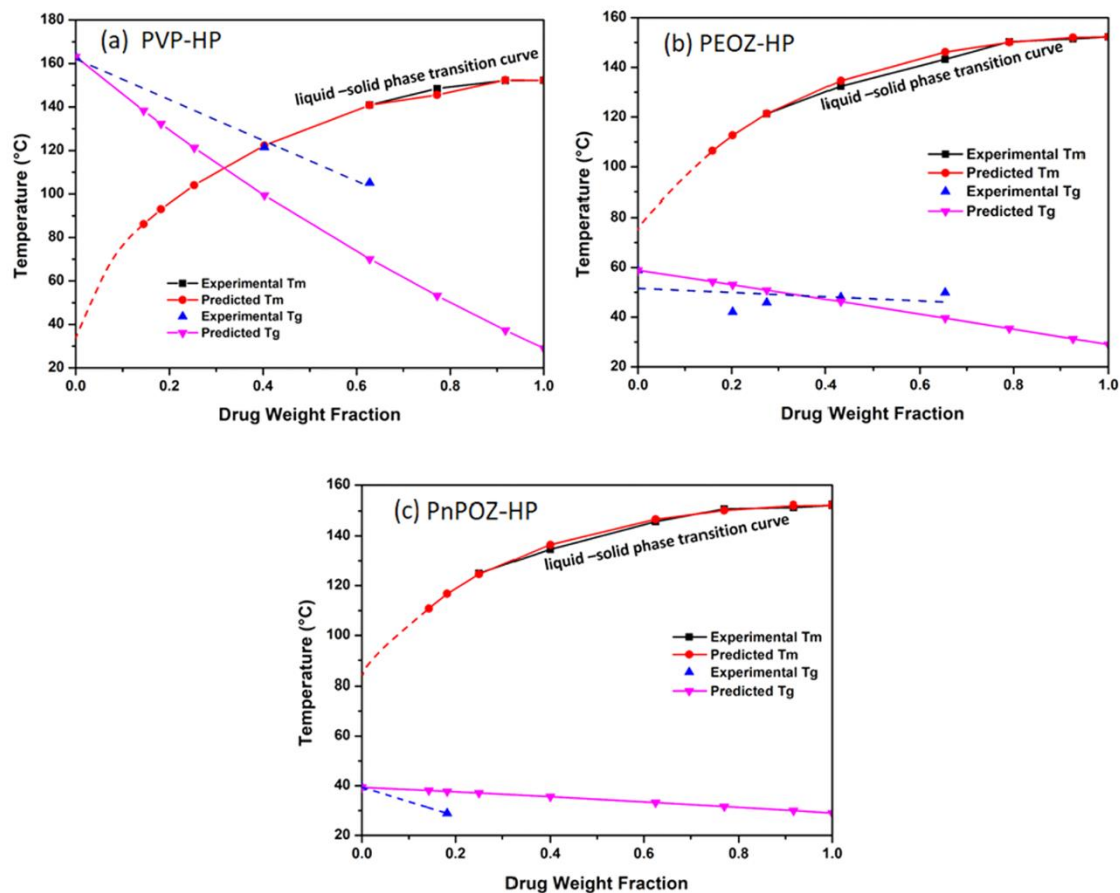 (a) PVP-HP
liquid –solid phase transition curve
Experimental Tm
Predicted Tm
Experimental Tg
Predicted Tg
Temperature (°C)
180
160
140
120
100
80
60
40
20
0.0 0.2 0.4 0.6 0.8 1.0
Drug Weight Fraction
(b) PEOZ-HP
liquid –solid phase transition curve
Experimental Tm
Predicted Tm
Experimental Tg
Predicted Tg
Temperature (°C)
160
140
120
100
80
60
40
20
0.0 0.2 0.4 0.6 0.8 1.0
Drug Weight Fraction
(c) PnPOZ-HP
liquid –solid phase transition curve
Experimental Tm
Predicted Tm
Experimental Tg
Predicted Tg
Temperature (°C)
160
140
120
100
80
60
40
20
0.0 0.2 0.4 0.6 0.8 1.0
Drug Weight Fraction